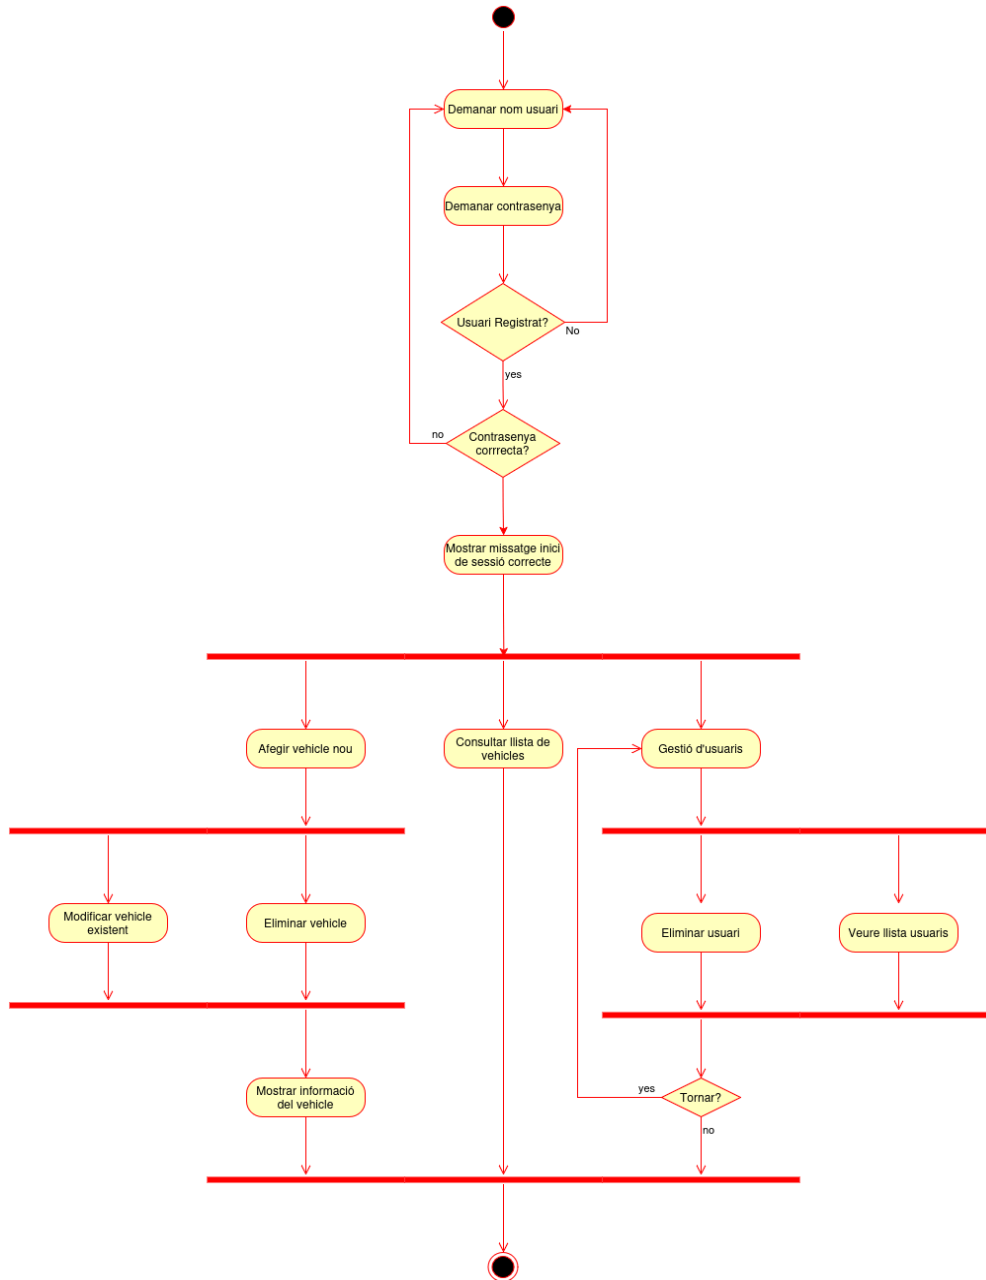 Demanar nom usuari
Demanar contrasenya
Usuari Registrat?
No
yes
no
Contrasenya
corrrecta?
Mostrar missatge inici
de sessió correcte
Afegir vehicle nou
Consultar llista de
vehicles
Gestió d'usuaris
Modificar vehicle
existent
Eliminar vehicle
Eliminar usuari
Veure llista usuaris
Mostrar informació
del vehicle
yes
Tornar?
no